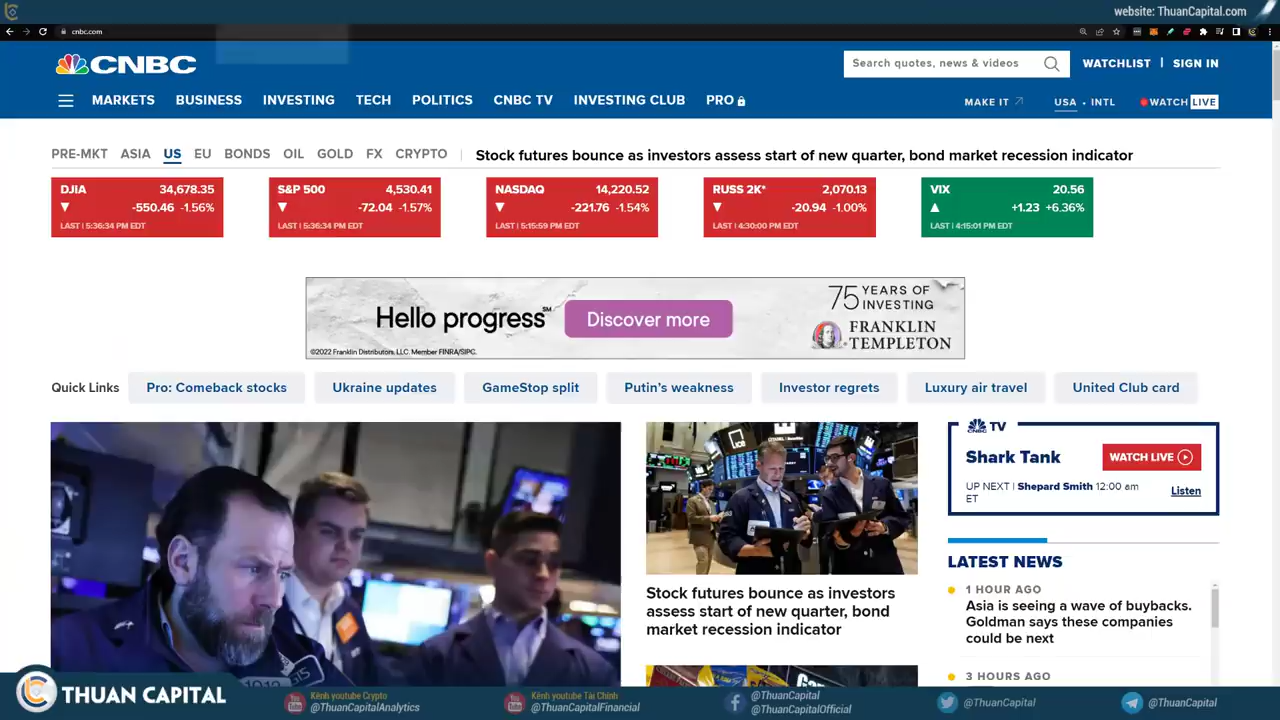 website: ThuanCapital.com
cnbc.com
CNBC
Search quotes, news & videos
WATCHLIST | SIGN IN
MARKETS BUSINESS INVESTING TECH POLITICS CNBC TV INVESTING CLUB PRO
MAKE IT USA • INTL WATCH LIVE
PRE-MKT ASIA US EU BONDS OIL GOLD FX CRYPTO
Stock futures bounce as investors assess start of new quarter, bond market recession indicator
DJIA 34,678.35
-550.46 -1.56%
LAST | 5:36:34 PM EDT
S&P 500 4,530.41
-72.04 -1.57%
LAST | 5:36:34 PM EDT
NASDAQ 14,220.52
-221.76 -1.54%
LAST | 5:15:59 PM EDT
RUSS 2K* 2,070.13
-20.94 -1.00%
LAST | 4:30:00 PM EDT
VIX 20.56
+1.23 +6.36%
LAST | 4:15:01 PM EDT
Hello progress℠
Discover more
75 YEARS OF INVESTING
FRANKLIN
TEMPLETON
©2022 Franklin Distributors, LLC. Member FINRA/SIPC.
Quick Links Pro: Comeback stocks Ukraine updates GameStop split Putin's weakness Investor regrets Luxury air travel United Club card
CNBC TV
Shark Tank
WATCH LIVE
UP NEXT | Shepard Smith 12:00 am
ET
Listen
Stock futures bounce as investors
assess start of new quarter, bond
market recession indicator
LATEST NEWS
1 HOUR AGO
Asia is seeing a wave of buybacks.
Goldman says these companies
could be next
3 HOURS AGO
THUAN CAPITAL
Kênh youtube Crypto
@ThuanCapitalAnalytics
Kênh youtube Tài Chính
@ThuanCapitalFinancial
@ThuanCapital
@ThuanCapitalOfficial
@ThuanCapital
@ThuanCapital